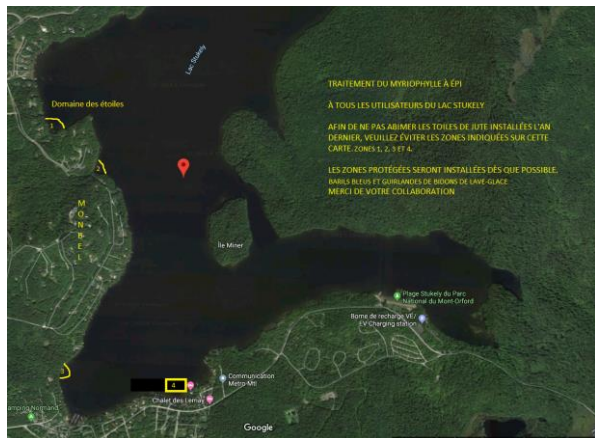 Lac Stukely
TRAITEMENT DU MYRIOPHYLLE À ÉPI
À TOUS LES UTILISATEURS DU LAC STUKELY
AFIN DE NE PAS ABIMER LES TOILES DE JUTE INSTALLÉES L'AN
DERNIER, VEUILLEZ ÉVITER LES ZONES INDIQUÉES SUR CETTE
CARTE. ZONES 1, 2, 3 ET 4.
LES ZONES PROTÉGÉES SERONT INSTALLÉES DÈS QUE POSSIBLE.
BARILS BLEUS ET GUIRLANDES DE BIDONS DE LAVE-GLACE
MERCI DE VOTRE COLLABORATION
Domaine des étoiles
1
2
MONBEL
Île Miner
Plage Stukely du Parc
National du Mont-Orford
Borne de recharge VE/
EV Charging station
3
4
Communication
Metro-Mtl
Chalet des Lemay
amping Normand
Google